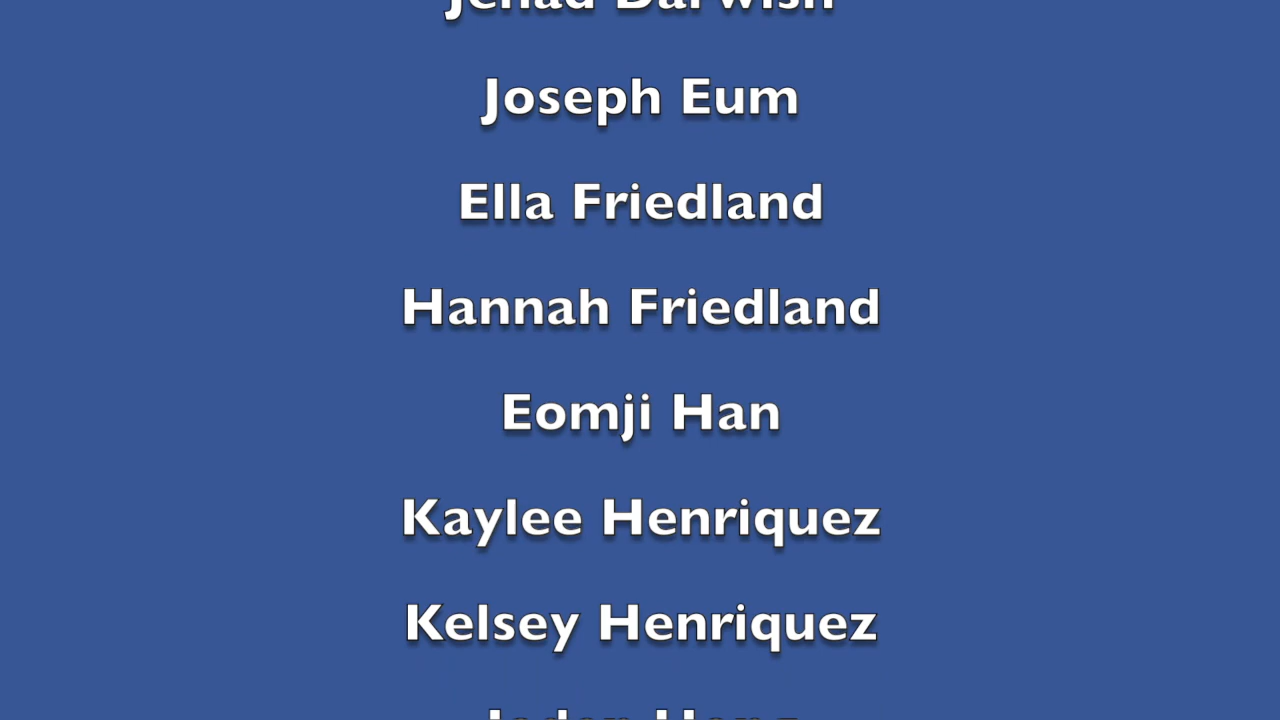 Jehad Darwish
Joseph Eum
Ella Friedland
Hannah Friedland
Eomji Han
Kaylee Henriquez
Kelsey Henriquez